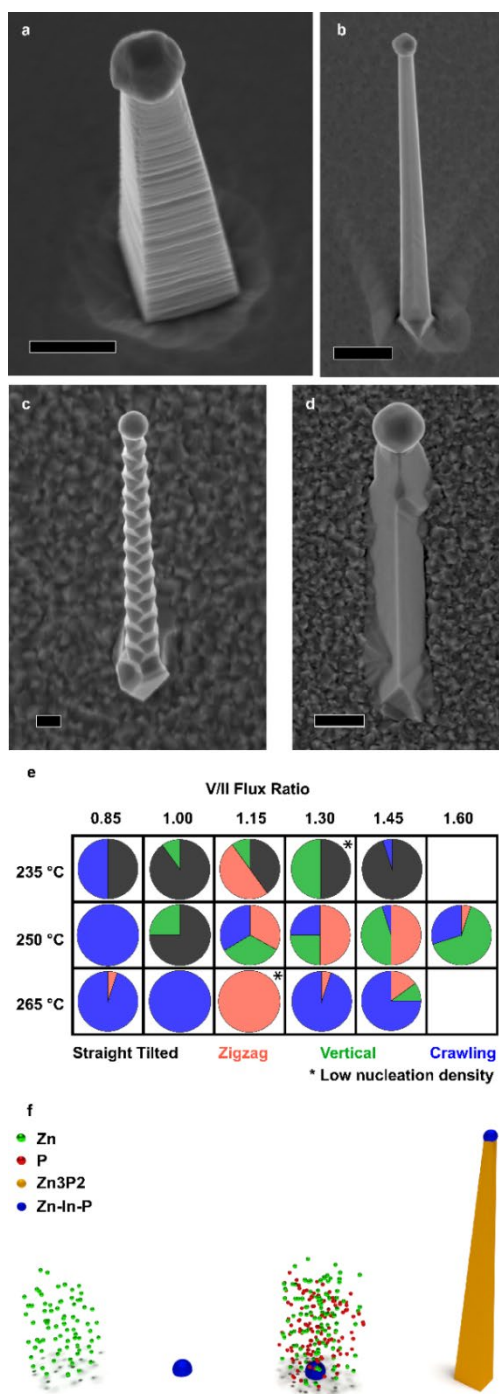 a
b
c
d
e
V/II Flux Ratio
0.85 1.00 1.15 1.30 1.45 1.60
235 °C *
250 °C
265 °C *
Straight Tilted Zigzag Vertical Crawling
* Low nucleation density
f
Zn
P
Zn3P2
Zn-In-P